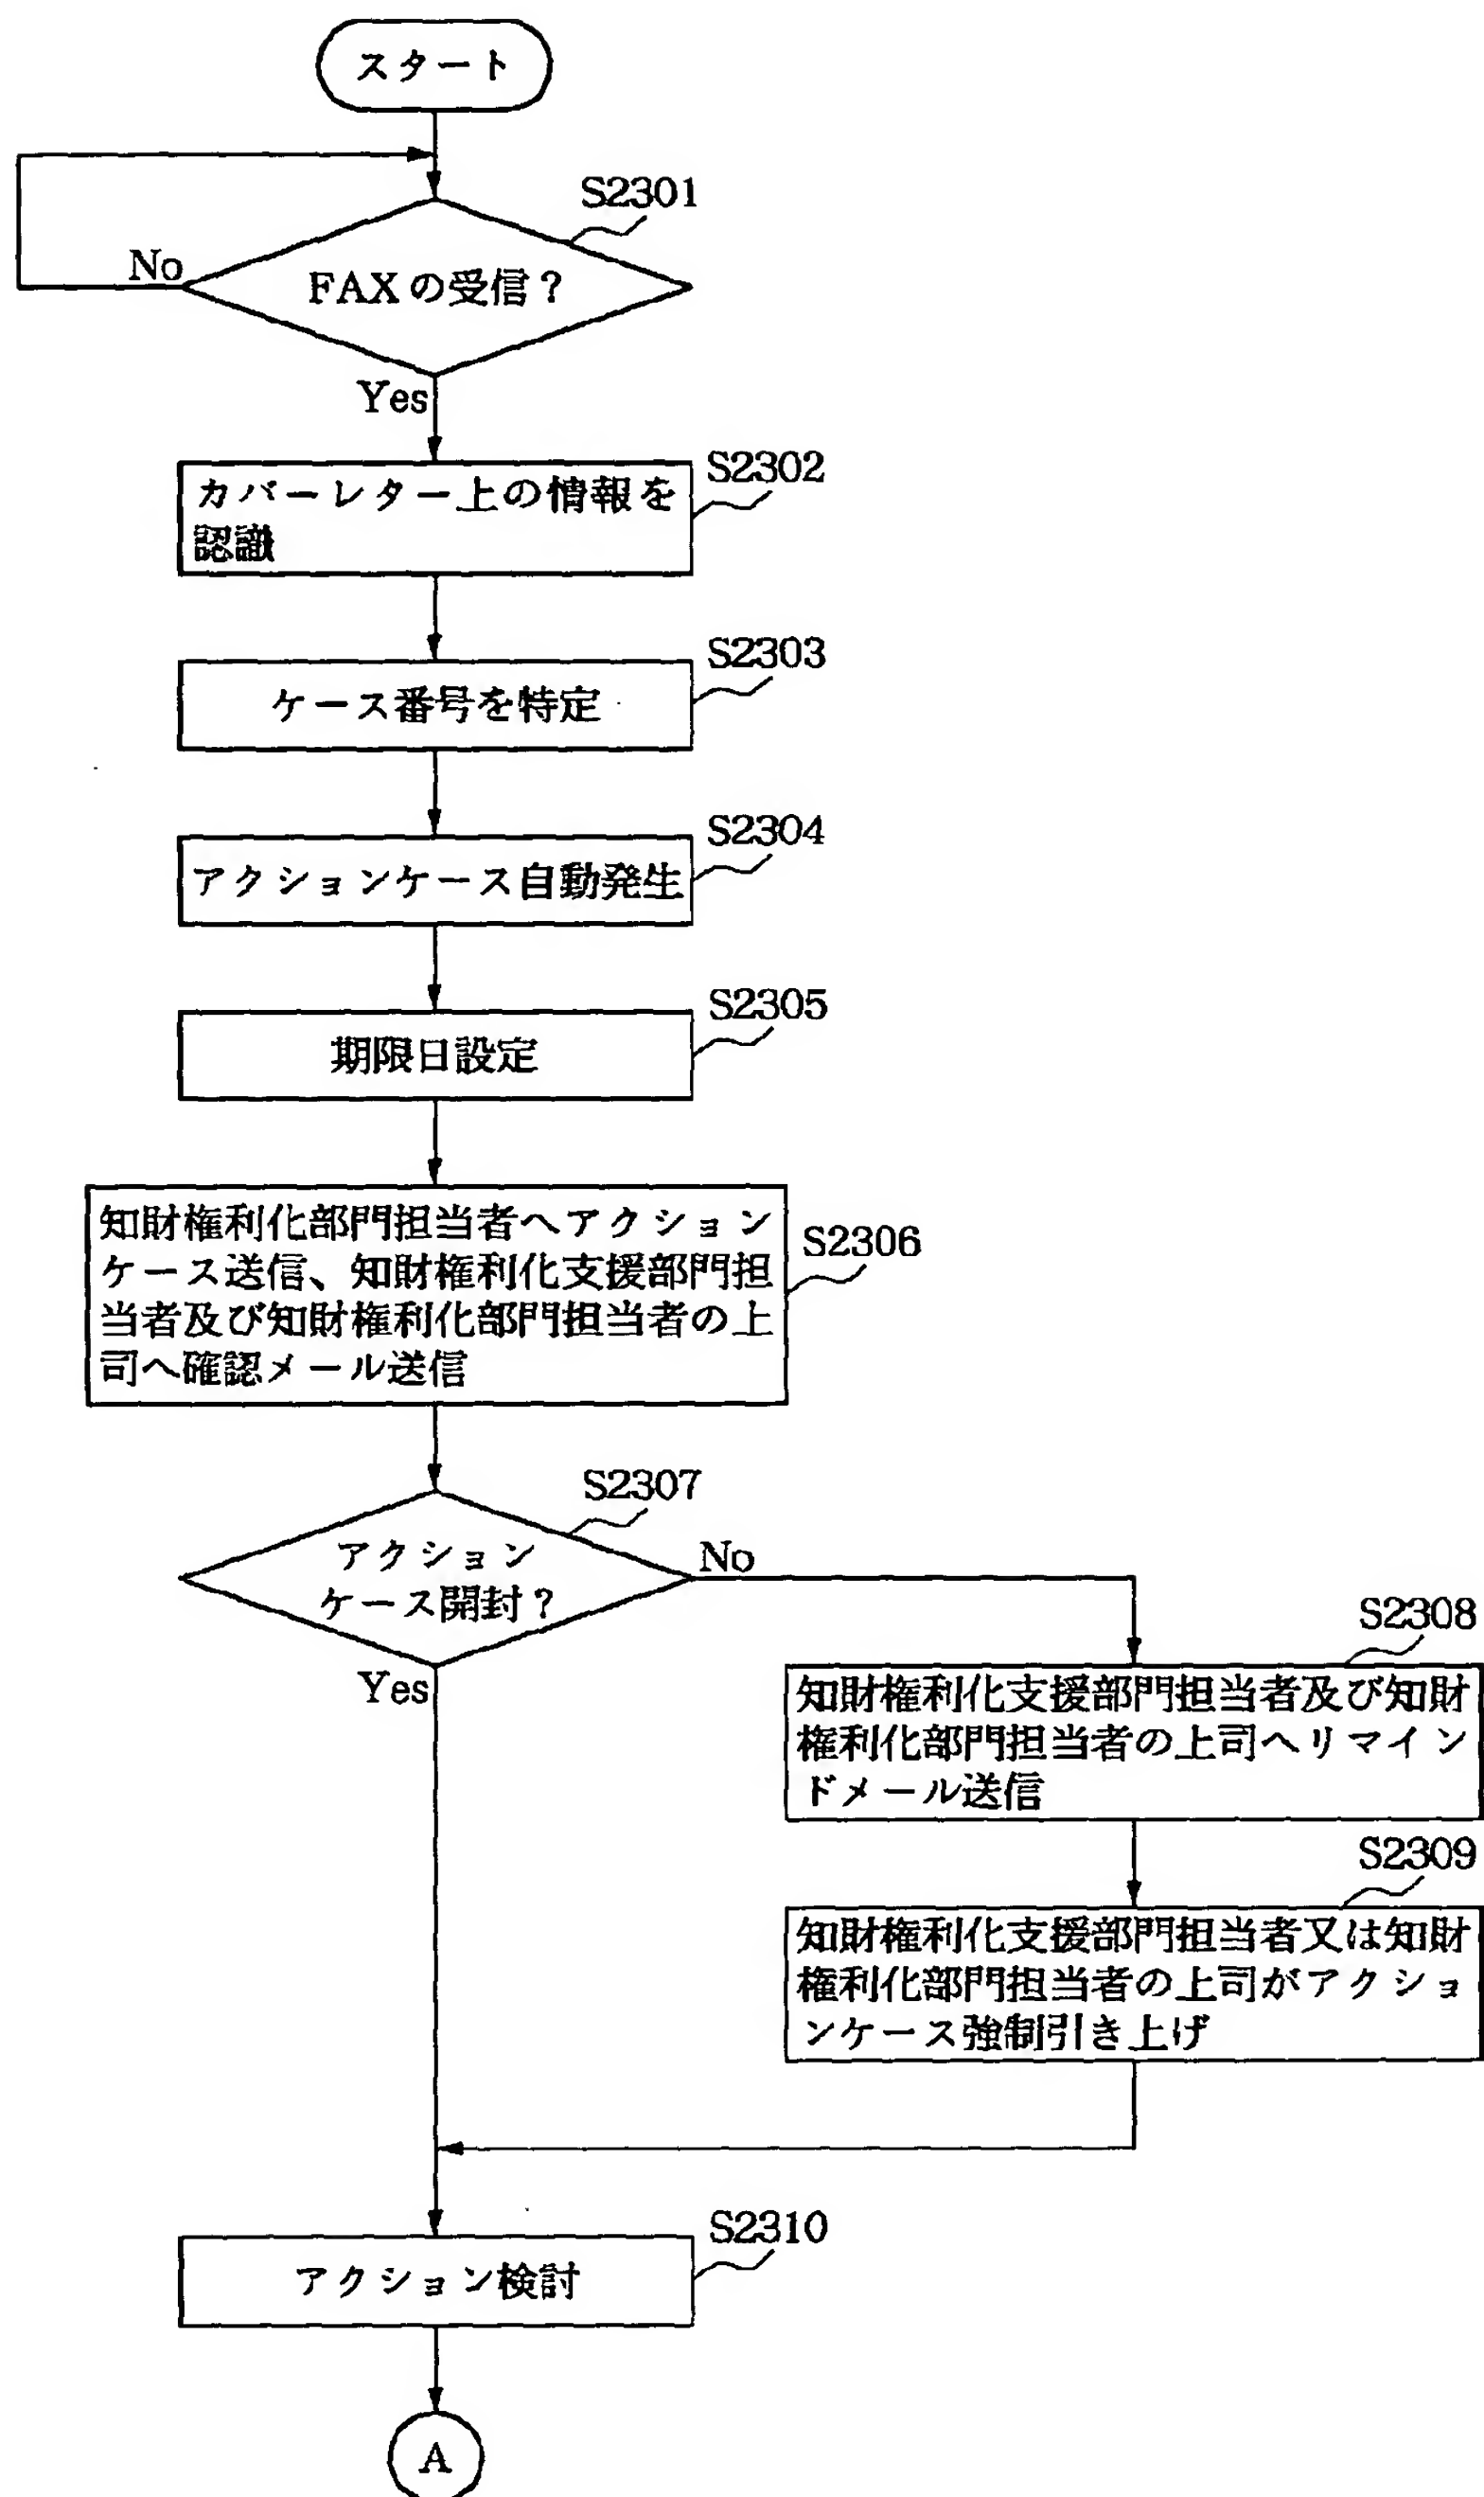 スタート
S2301
No
FAXの受信？
Yes
S2302
カバーレター上の情報を
認識
S2303
ケース番号を特定
S2304
アクションケース自動発生
S2305
期限日設定
S2306
知財権利化部門担当者へアクション
ケース送信、知財権利化支援部門担
当者及び知財権利化部門担当者の上
司へ確認メール送信
S2307
アクション
ケース開封？
No
Yes
S2308
知財権利化支援部門担当者及び知財
権利化部門担当者の上司へリマイン
ドメール送信
S2309
知財権利化支援部門担当者又は知財
権利化部門担当者の上司がアクショ
ンケース強制引き上げ
S2310
アクション検討
A